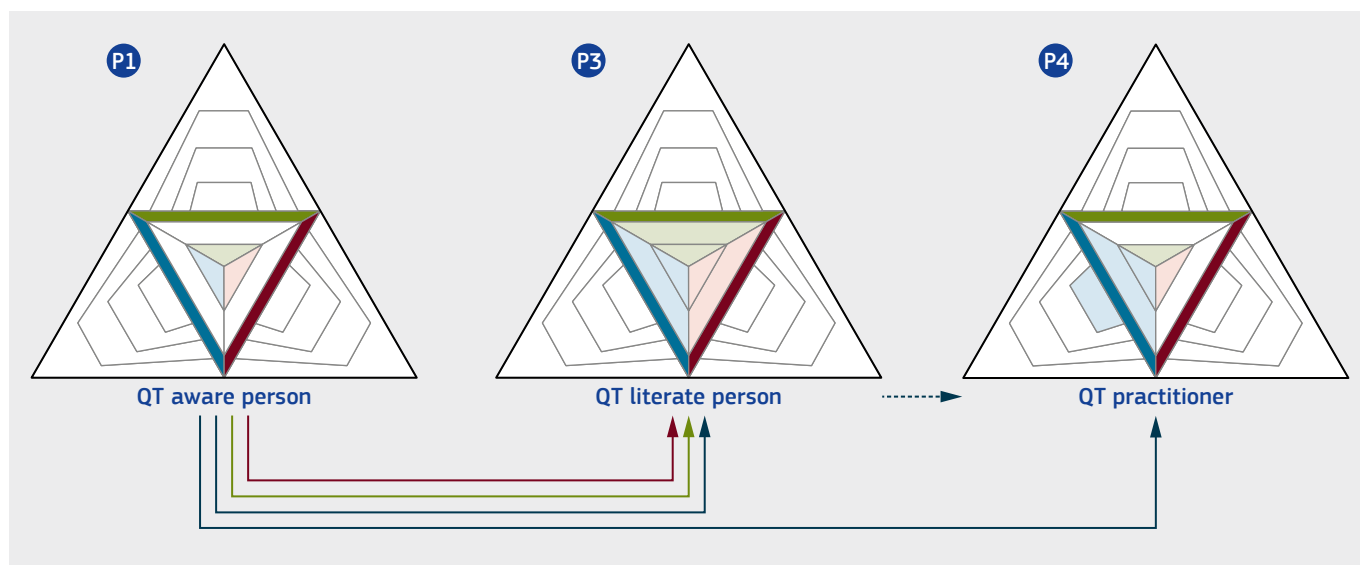 P1
P3
P4
QT aware person
QT literate person
QT practitioner